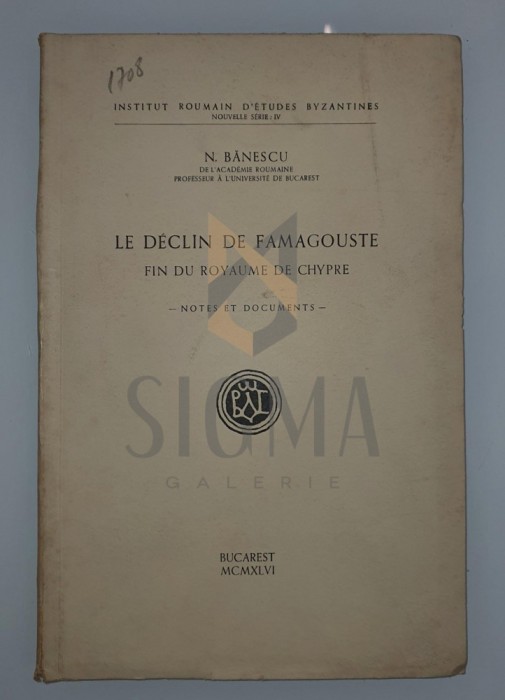 1708
INSTITUT ROUMAIN D'ÉTUDES BYZANTINES
NOUVELLE SÉRIE: IV
N. BĂNESCU
DE L'ACADÉMIE ROUMAINE
PROFESSEUR À L'UNIVERSITÉ DE BUCAREST
LE DÉCLIN DE FAMAGOUSTE
FIN DU ROYAUME DE CHYPRE
— NOTES ET DOCUMENTS —
SIGMA
GALERIE
BUCAREST
MCMXLVI